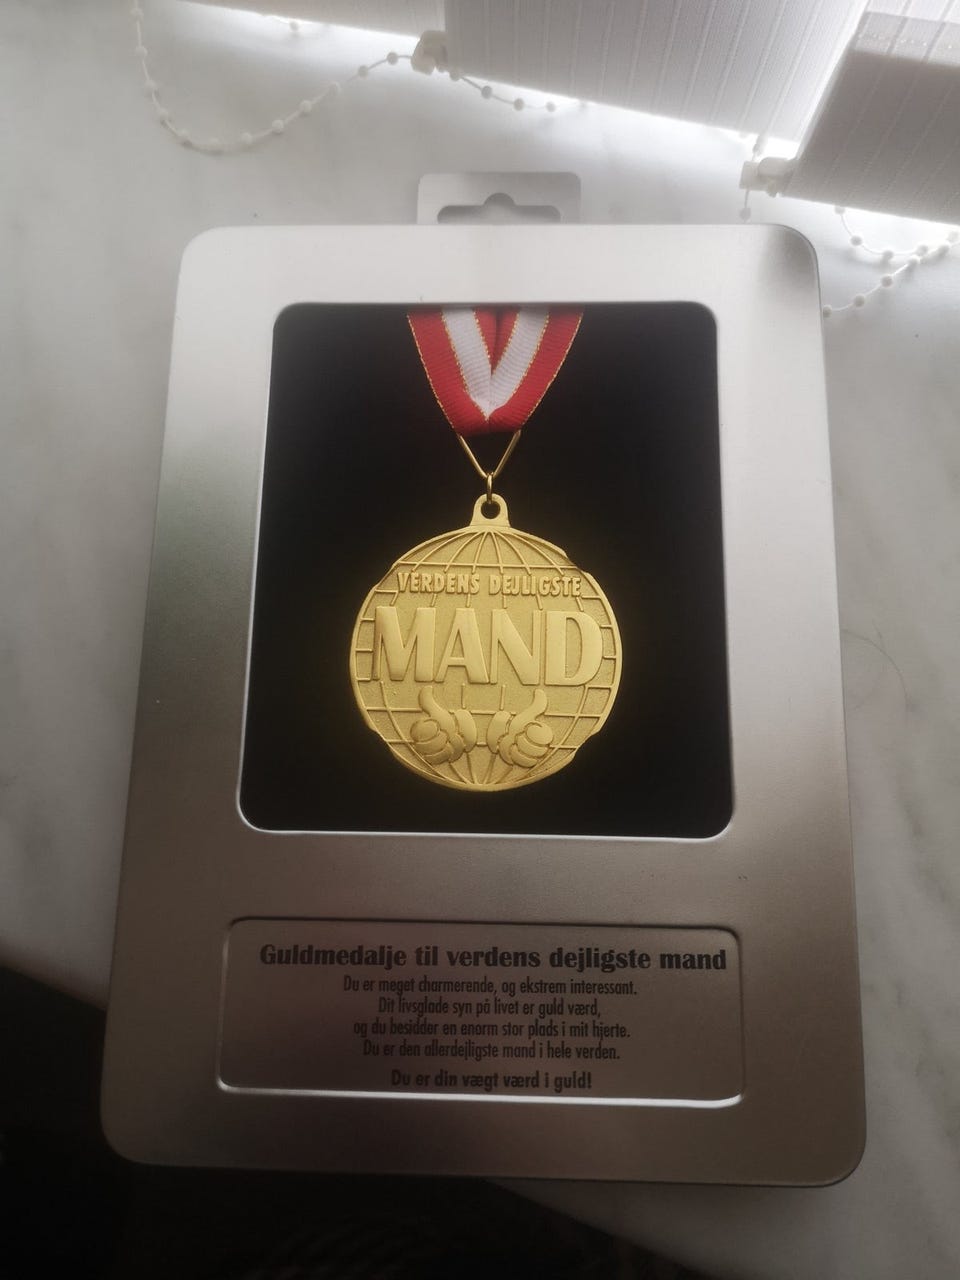 VERDENS DEJLIGSTE
MAND
Guldmedalje til verdens dejligste mand
Du er meget charmerende, og ekstrem interessant.
Dit livsglade syn på livet er guld værd,
og du besidder en enorm stor plads i mit hjerte.
Du er den allerdejligste mand i hele verden.
Du er din vægt værd i guld!